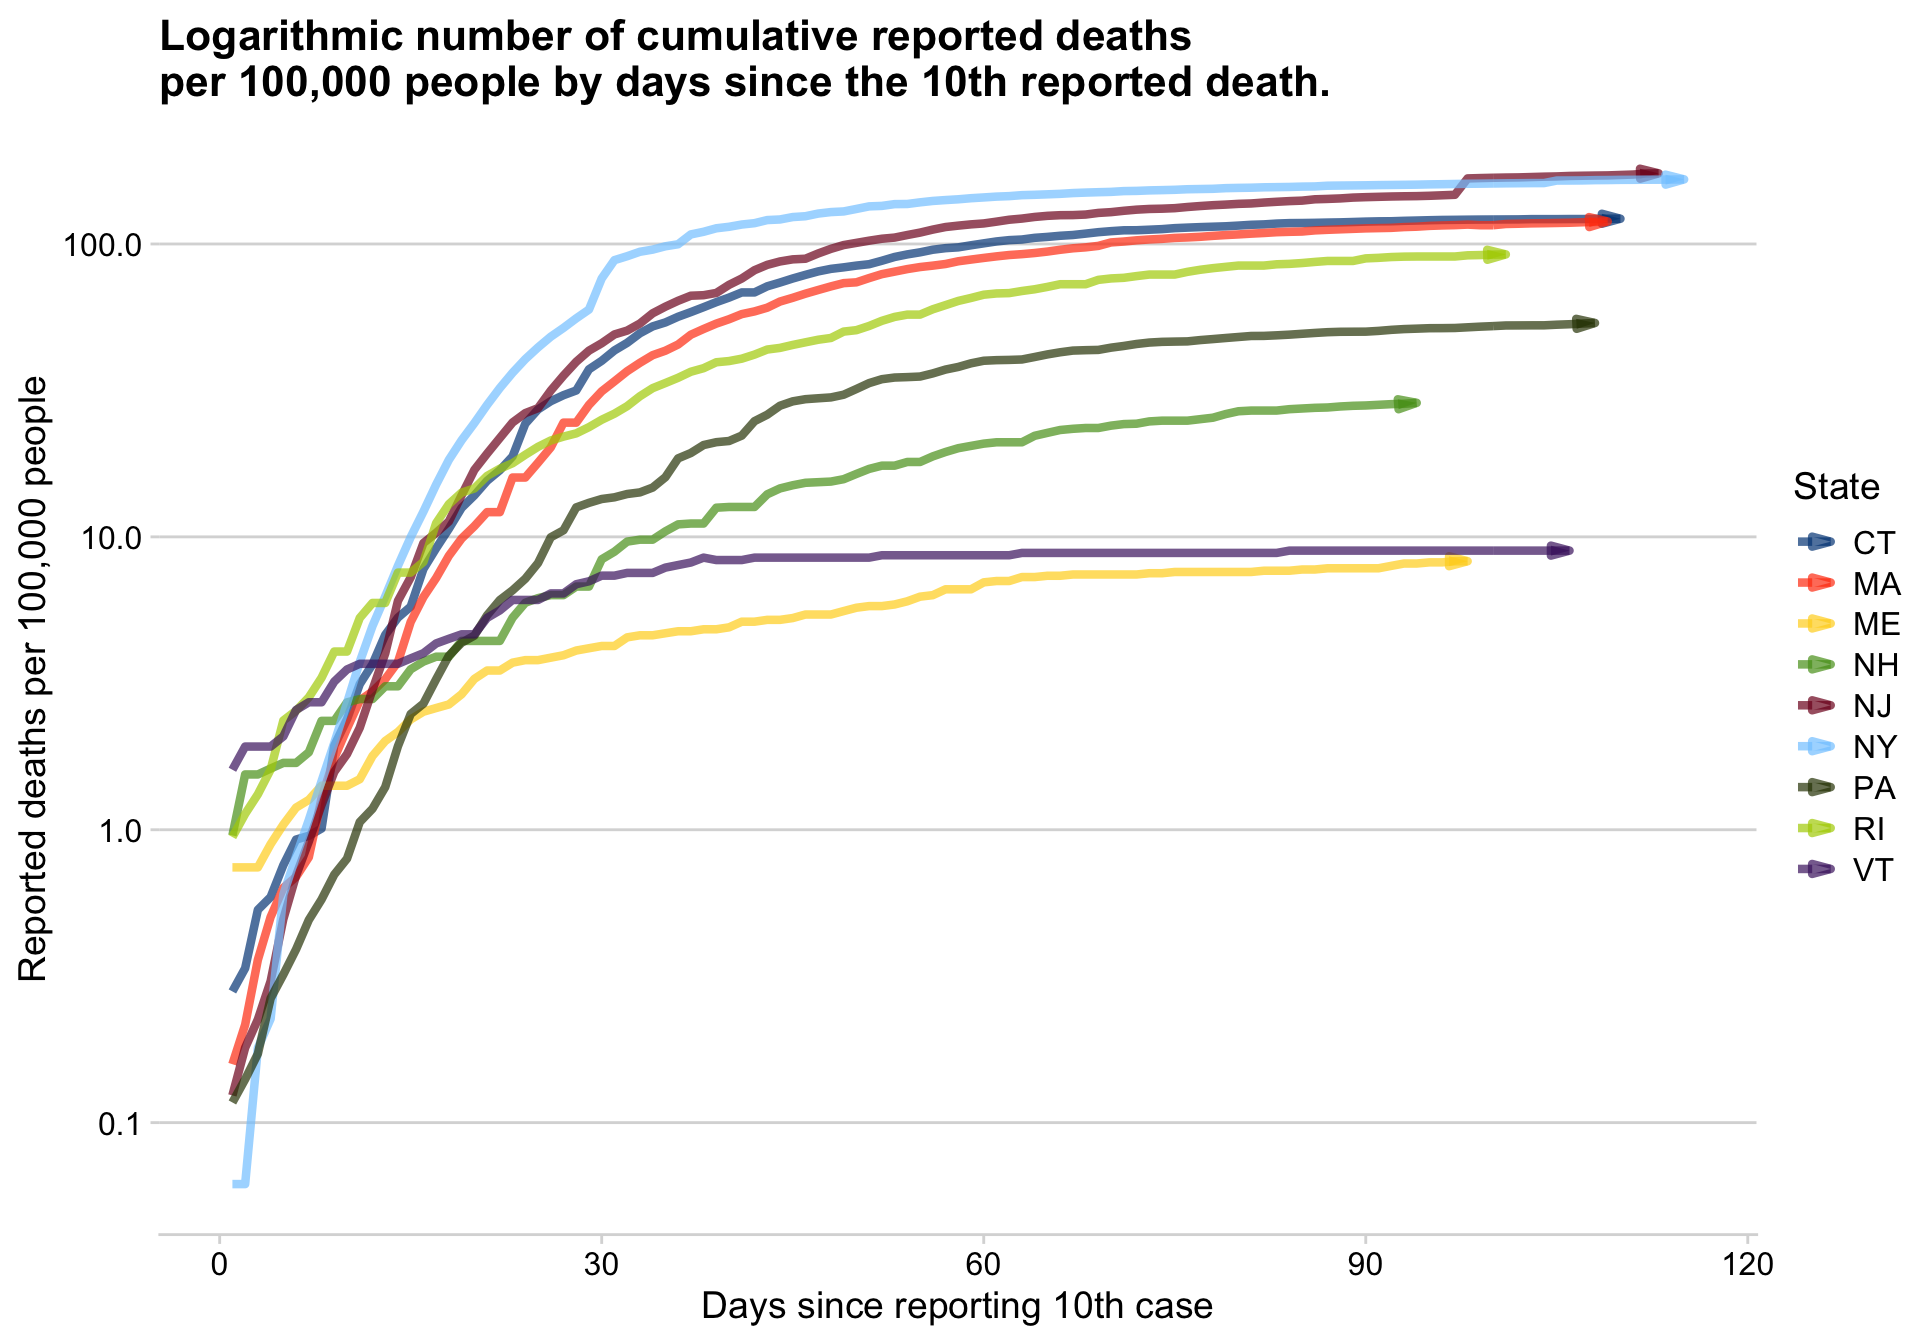 Logarithmic number of cumulative reported deaths
per 100,000 people by days since the 10th reported death.
Reported deaths per 100,000 people
100.0
10.0
1.0
0.1
0
30
60
90
120
Days since reporting 10th case
State
CT
MA
ME
NH
NJ
NY
PA
RI
VT